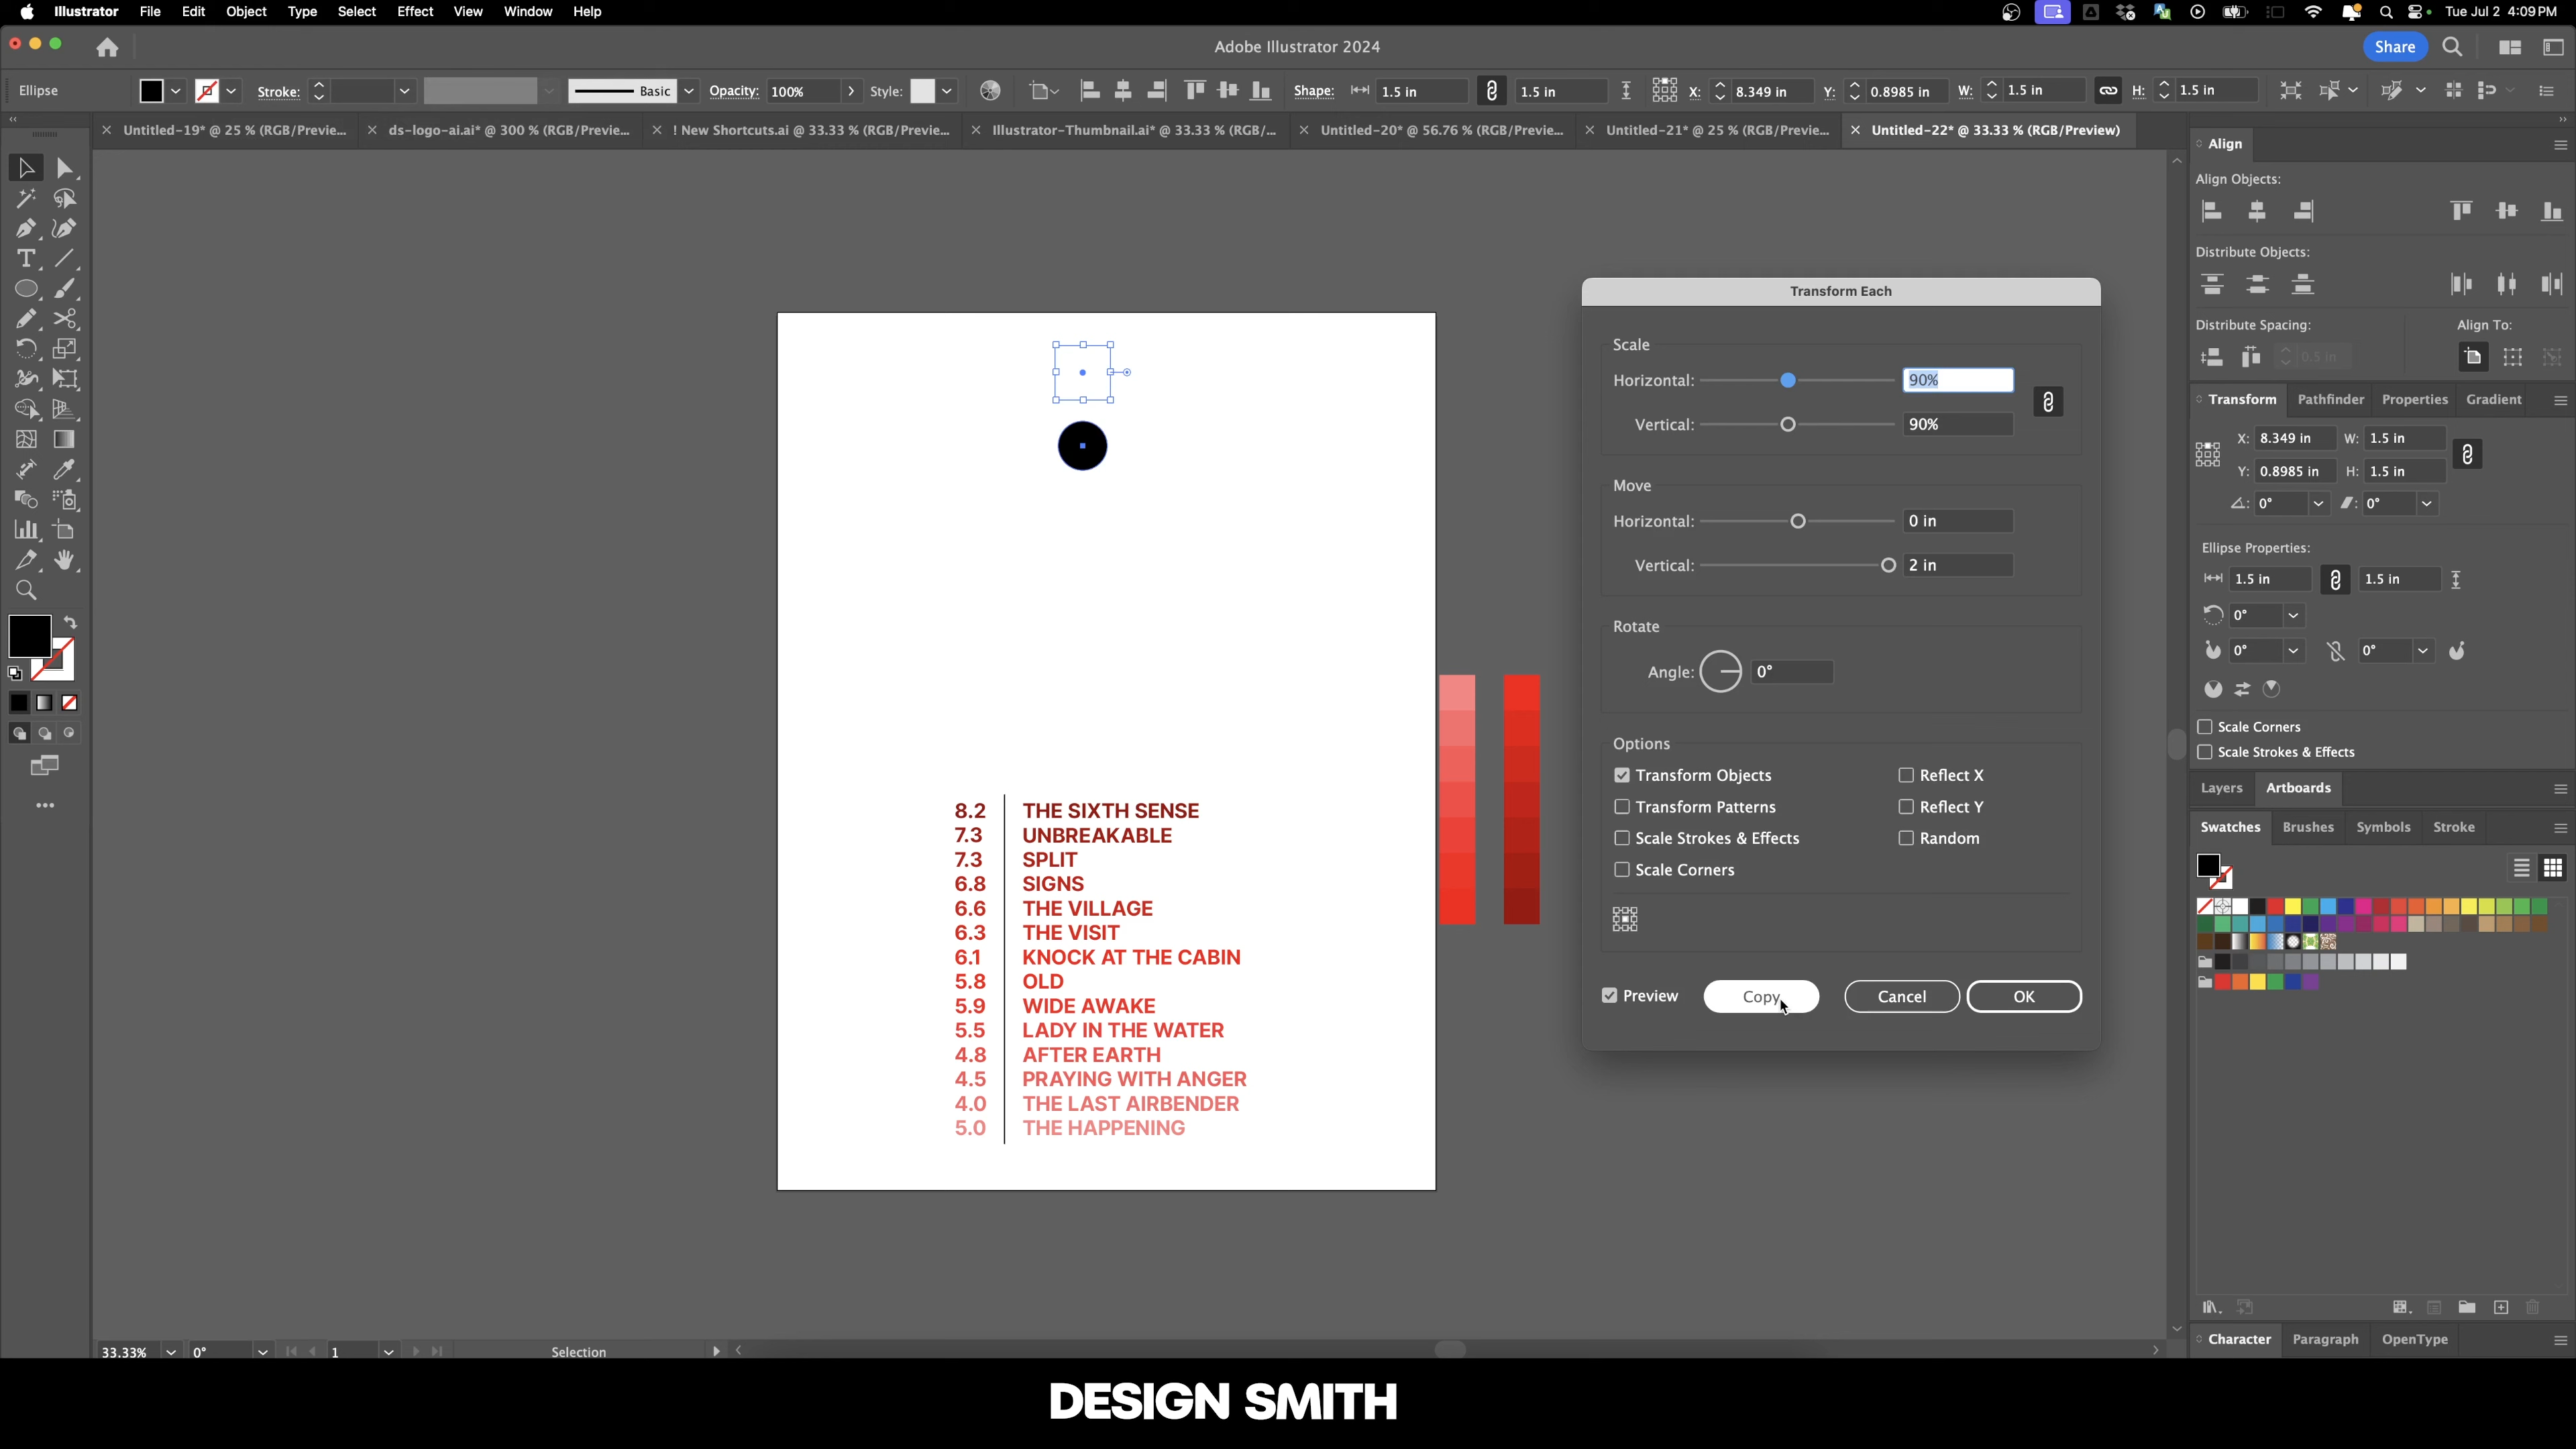 Illustrator File Edit Object Type Select Effect View Window Help
Tue Jul 2 4:09 PM
Adobe Illustrator 2024
Share
Ellipse
Stroke:
Basic
Opacity: 100%
Style:
Shape: 1.5 in 1.5 in
X: 8.349 in Y: 0.8985 in W: 1.5 in H: 1.5 in
Untitled-19* @ 25 % (RGB/Previe...
ds-logo-ai.ai* @ 300 % (RGB/Previe...
! New Shortcuts.ai @ 33.33 % (RGB/Previe...
Illustrator-Thumbnail.ai* @ 33.33 % (RGB/...
Untitled-20* @ 56.76 % (RGB/Previe...
Untitled-21* @ 25 % (RGB/Previe...
Untitled-22* @ 33.33 % (RGB/Preview)
8.2 THE SIXTH SENSE
7.3 UNBREAKABLE
7.3 SPLIT
6.8 SIGNS
6.6 THE VILLAGE
6.3 THE VISIT
6.1 KNOCK AT THE CABIN
5.8 OLD
5.9 WIDE AWAKE
5.5 LADY IN THE WATER
4.8 AFTER EARTH
4.5 PRAYING WITH ANGER
4.0 THE LAST AIRBENDER
5.0 THE HAPPENING
Transform Each
Scale
Horizontal: 90%
Vertical: 90%
Move
Horizontal: 0 in
Vertical: 2 in
Rotate
Angle: 0°
Options
Transform Objects Reflect X
Transform Patterns Reflect Y
Scale Strokes & Effects Random
Scale Corners
Preview Copy Cancel OK
Align
Align Objects:
Distribute Objects:
Distribute Spacing: Align To:
0.5 in
Transform Pathfinder Properties Gradient
X: 8.349 in W: 1.5 in
Y: 0.8985 in H: 1.5 in
0° 0°
Ellipse Properties:
1.5 in 1.5 in
0°
0° 0°
Scale Corners
Scale Strokes & Effects
Layers Artboards
Swatches Brushes Symbols Stroke
Character Paragraph OpenType
33.33% 0° 1 Selection
DESIGN SMITH